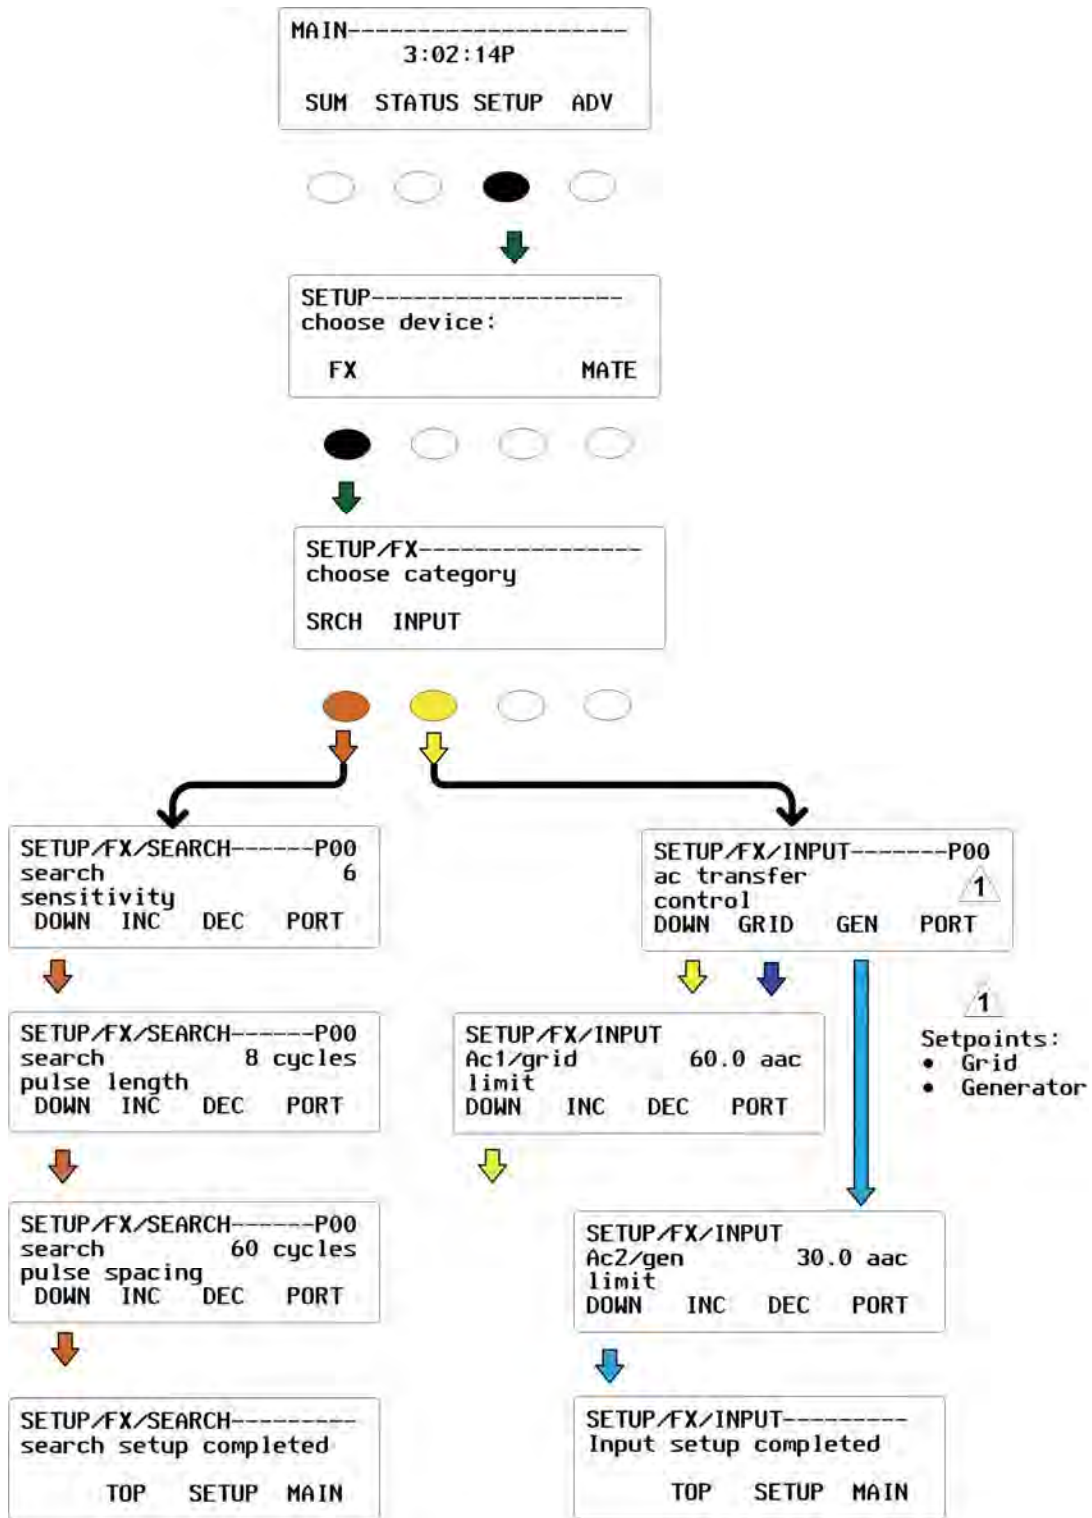 MAIN--------------------
3:02:14P
SUM STATUS SETUP ADV
SETUP------------------
choose device:
FX MATE
SETUP/FX----------------
choose category
SRCH INPUT
SETUP/FX/SEARCH------P00
search 6
sensitivity
DOWN INC DEC PORT
SETUP/FX/SEARCH------P00
search 8 cycles
pulse length
DOWN INC DEC PORT
SETUP/FX/SEARCH------P00
search 60 cycles
pulse spacing
DOWN INC DEC PORT
SETUP/FX/SEARCH---------
search setup completed
TOP SETUP MAIN
SETUP/FX/INPUT-------P00
ac transfer 1
control
DOWN GRID GEN PORT
1
Setpoints:
• Grid
• Generator
SETUP/FX/INPUT
Ac1/grid 60.0 aac
limit
DOWN INC DEC PORT
SETUP/FX/INPUT
Ac2/gen 30.0 aac
limit
DOWN INC DEC PORT
SETUP/FX/INPUT---------
Input setup completed
TOP SETUP MAIN